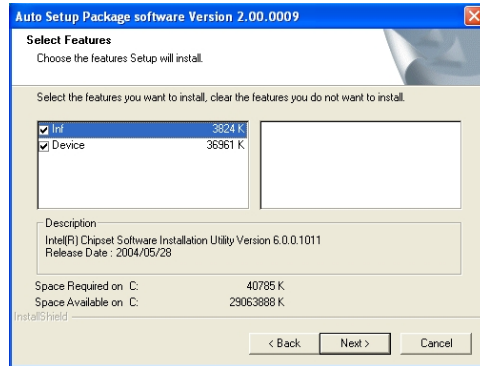 Auto Setup Package software Version 2.00.0009
Select Features
Choose the features Setup will install.
Select the features you want to install, clear the features you do not want to install.
Inf 3824 K
Device 36961 K
Description
Intel(R) Chipset Software Installation Utility Version 6.0.0.1011
Release Date : 2004/05/28
Space Required on C: 40785 K
Space Available on C: 29063888 K
InstallShield
< Back Next > Cancel